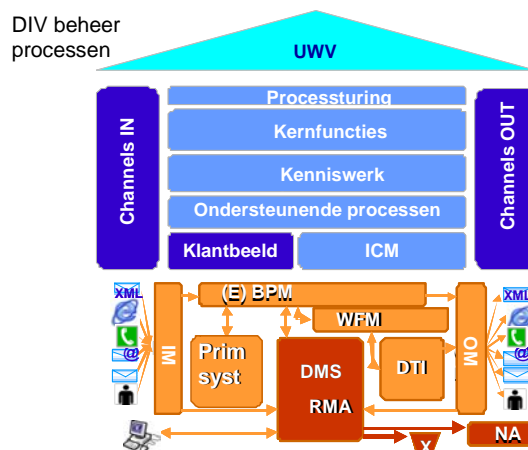 DIV beheer
processen
UWV
Channels IN
Processturing
Kernfuncties
Kenniswerk
Ondersteunende processen
Klantbeeld
ICM
Channels OUT
XML
@
IM
(E) BPM
WFM
Prim
syst
DMS
RMA
DTI
OM
XML
@
X
NA